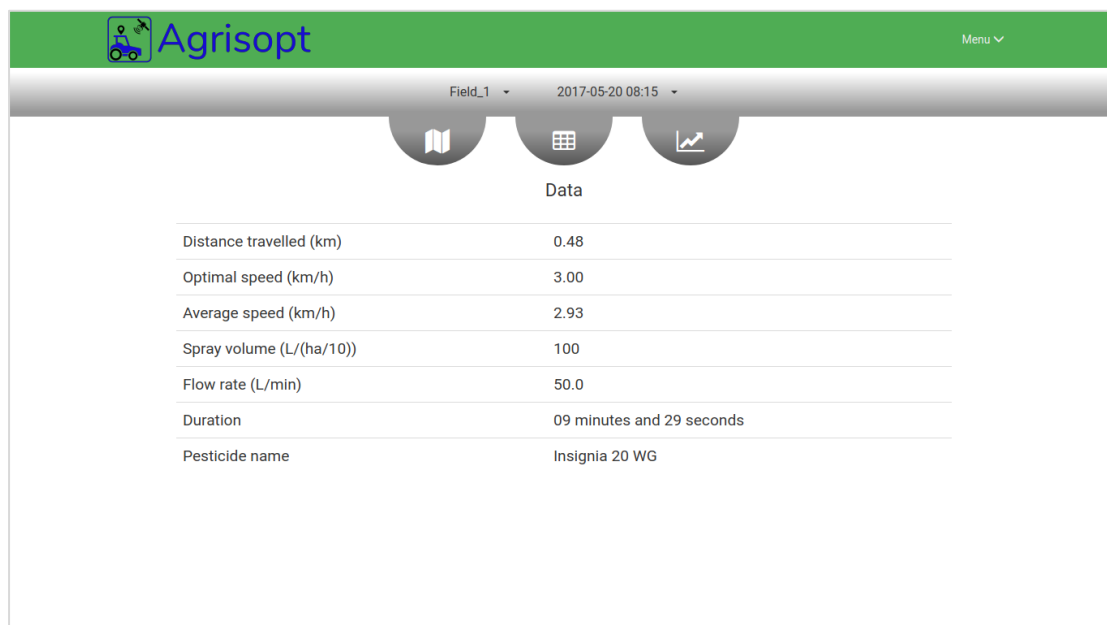 Agrisopt
Menu
Field_1 2017-05-20 08:15
Data
Distance travelled (km) 0.48
Optimal speed (km/h) 3.00
Average speed (km/h) 2.93
Spray volume (L/(ha/10)) 100
Flow rate (L/min) 50.0
Duration 09 minutes and 29 seconds
Pesticide name Insignia 20 WG